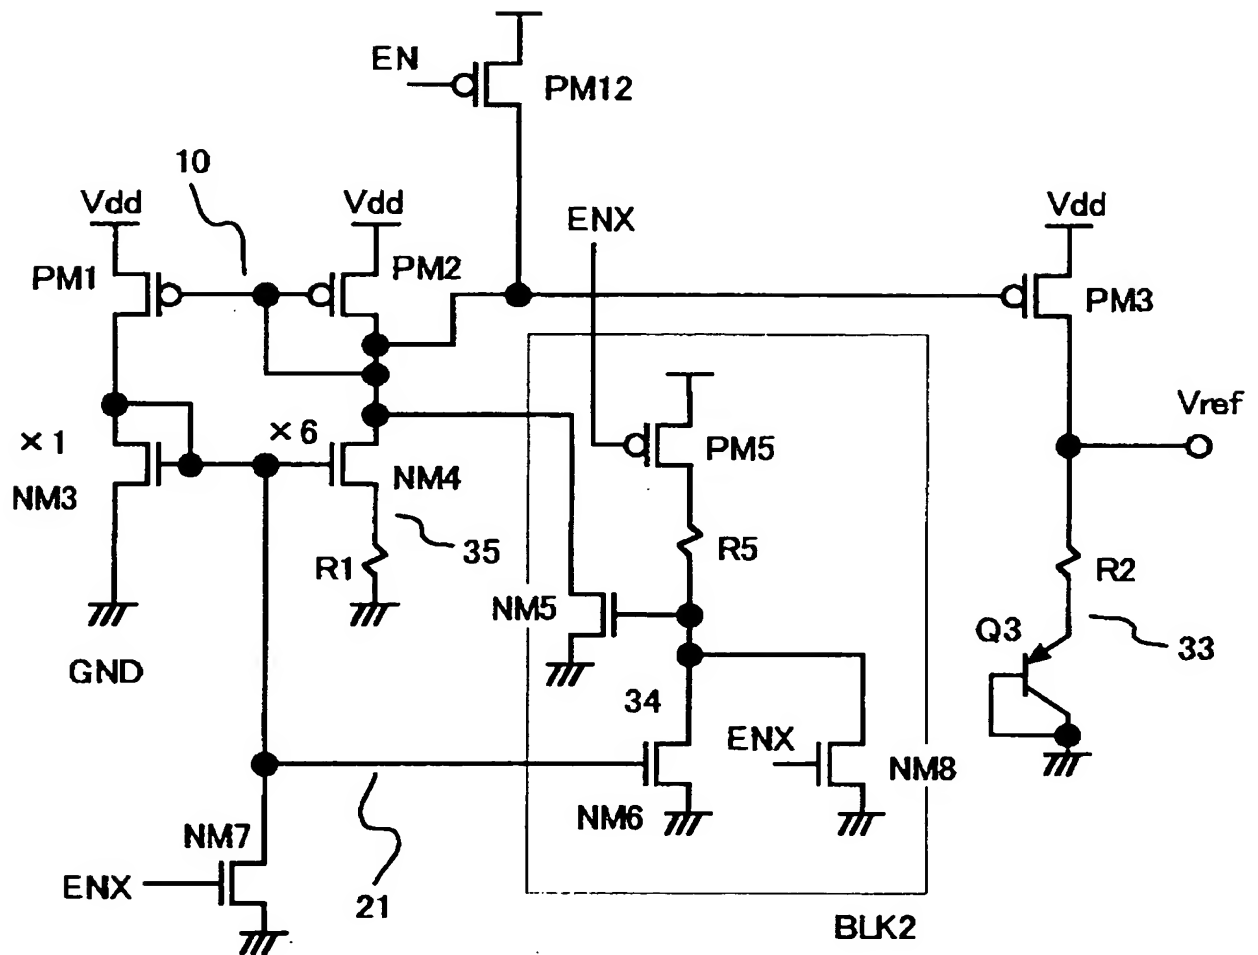 EN
PM12
10
Vdd
Vdd
ENX
Vdd
PM1
PM2
PM3
Vref
×1
×6
PM5
NM3
NM4
35
R5
R1
R2
NM5
Q3
33
GND
34
ENX
NM8
NM6
NM7
ENX
21
BLK2